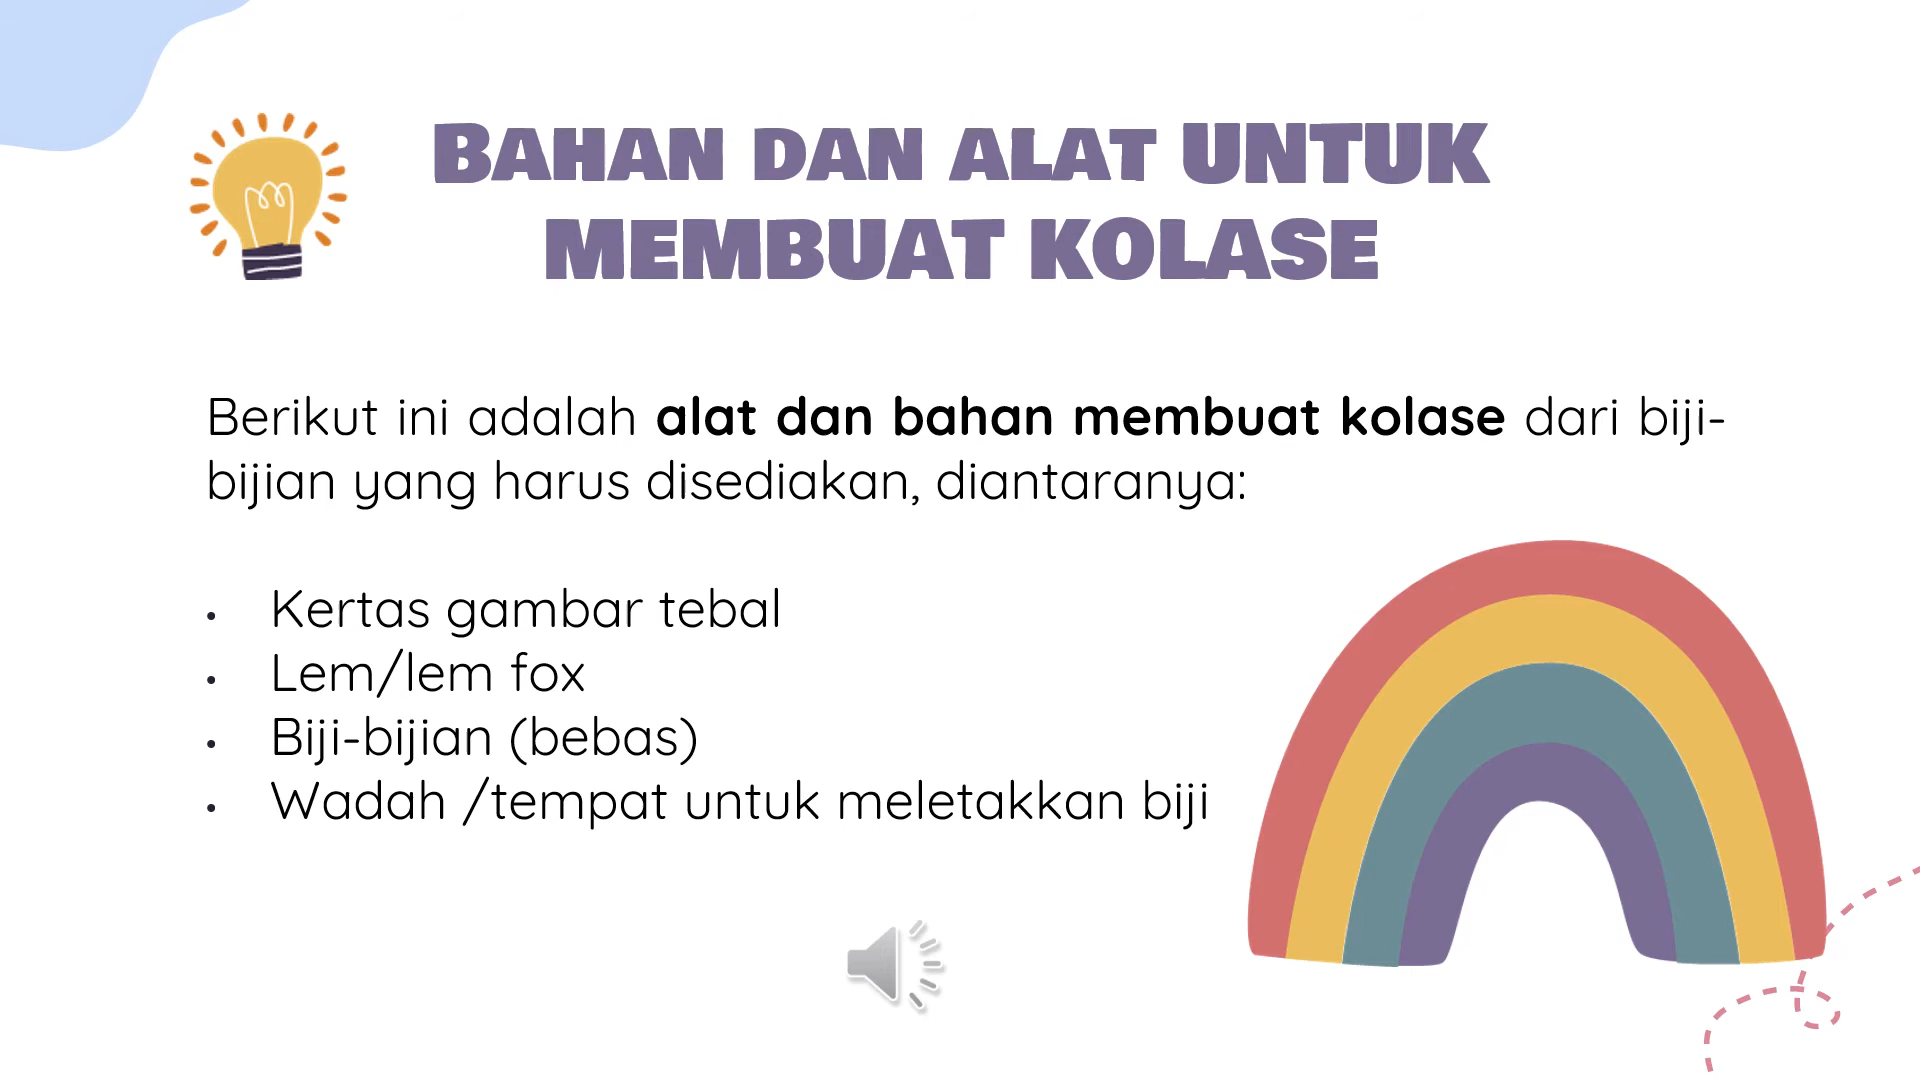 BAHAN DAN ALAT UNTUK
MEMBUAT KOLASE
Berikut ini adalah alat dan bahan membuat kolase dari biji-
bijian yang harus disediakan, diantaranya:
• Kertas gambar tebal
• Lem/lem fox
• Biji-bijian (bebas)
• Wadah /tempat untuk meletakkan biji